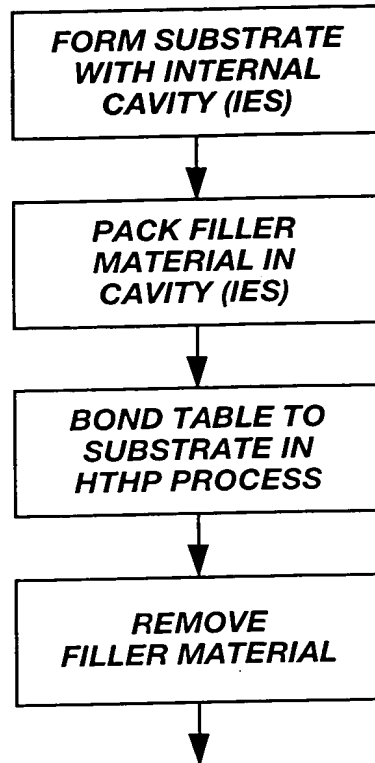 FORM SUBSTRATE
WITH INTERNAL
CAVITY (IES)
PACK FILLER
MATERIAL IN
CAVITY (IES)
BOND TABLE TO
SUBSTRATE IN
HTHP PROCESS
REMOVE
FILLER MATERIAL